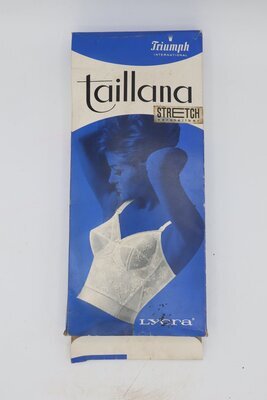 Triumph
INTERNATIONAL
taillana
STRETCH
LYCRA